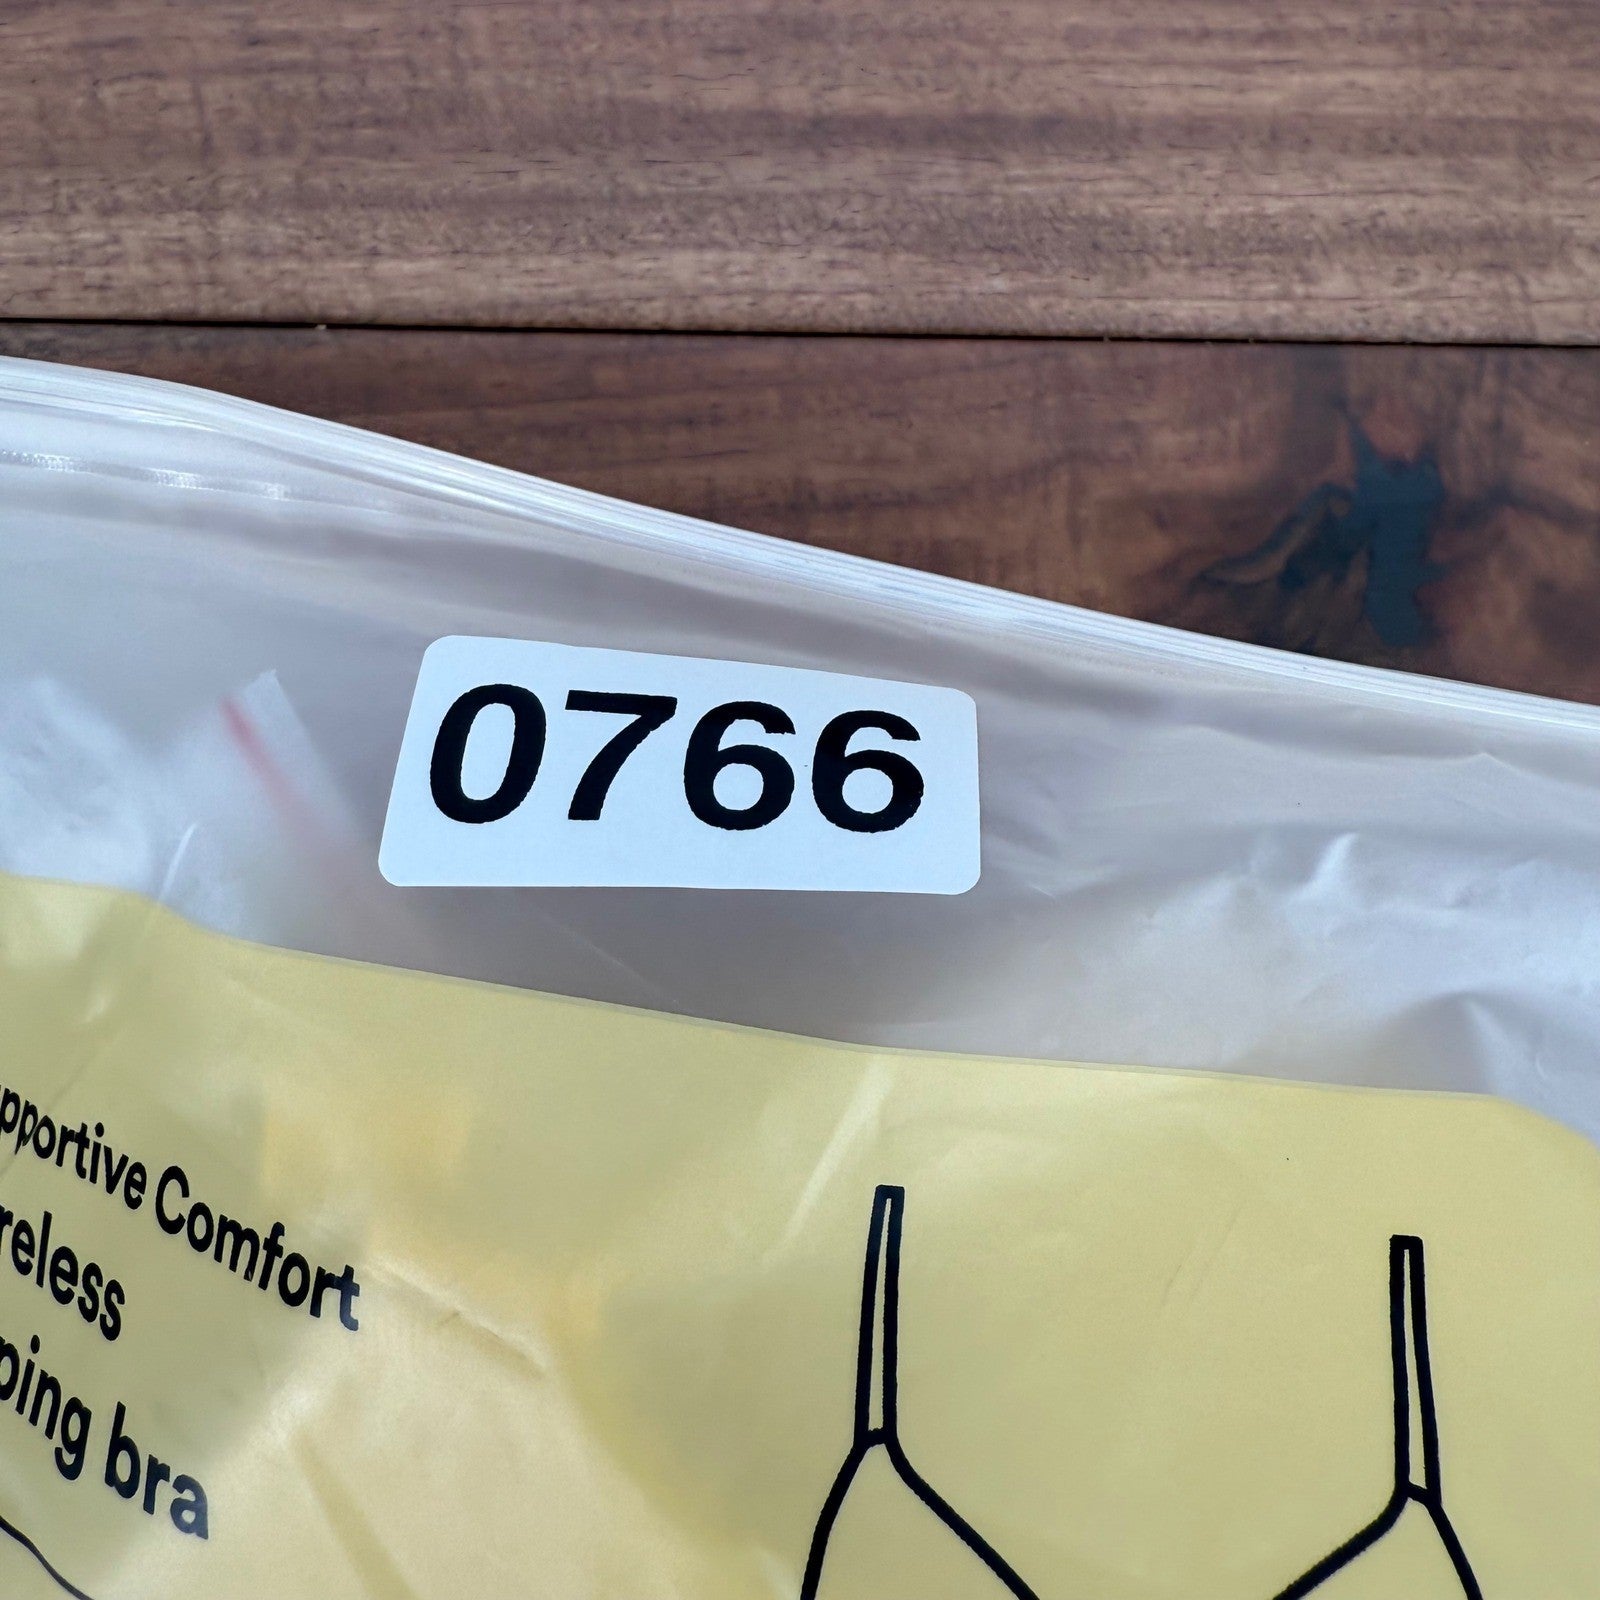 0766
pportive Comfort
reless
ping bra